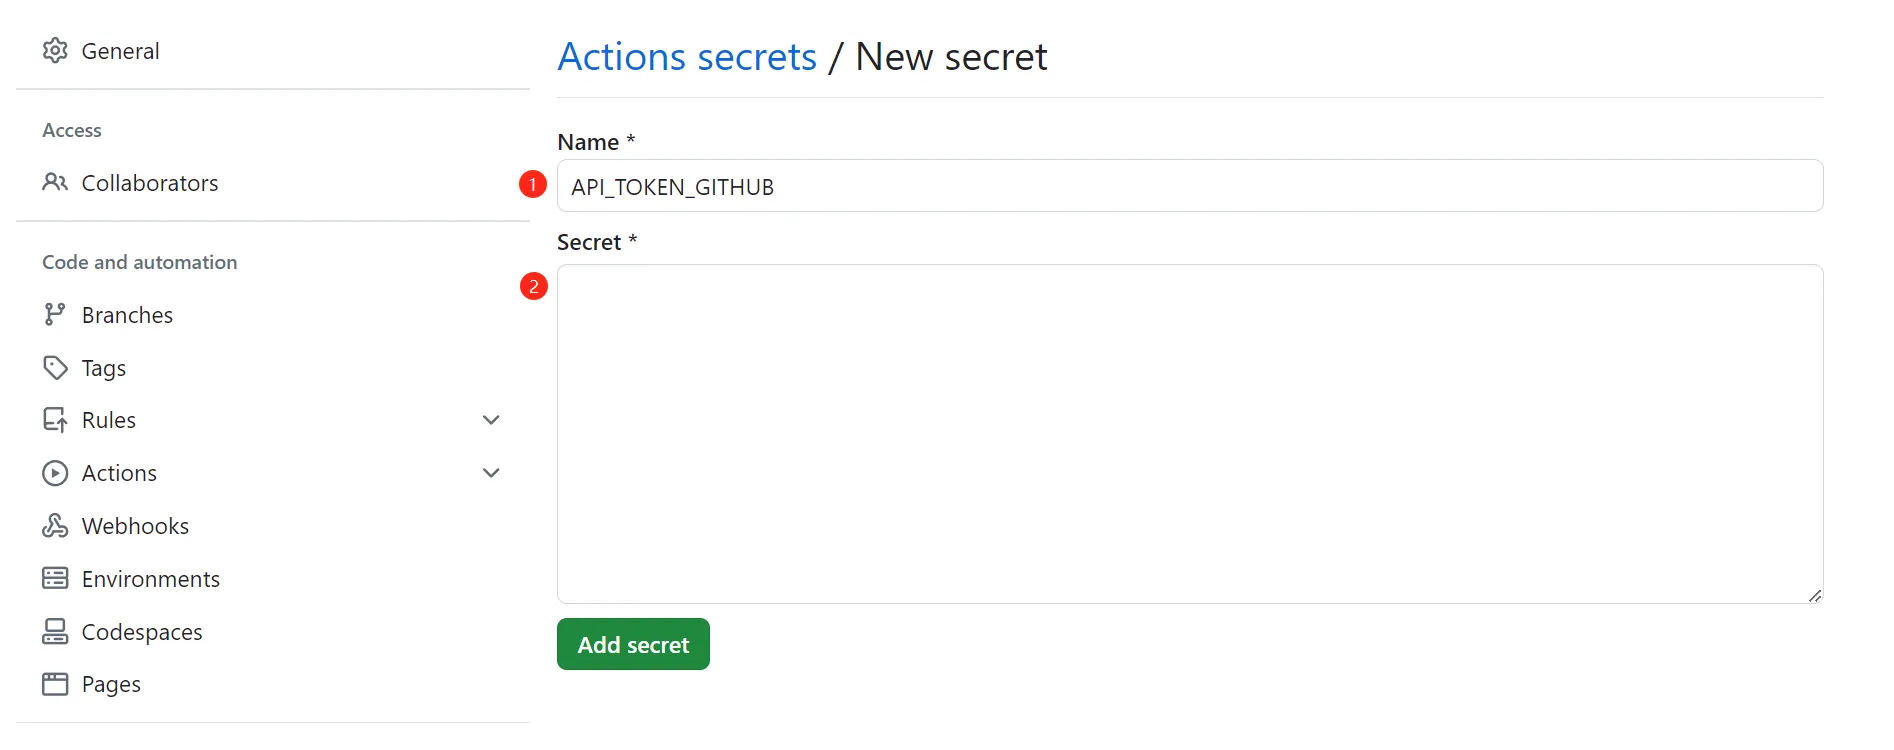 General
Access
Collaborators
Code and automation
Branches
Tags
Rules
Actions
Webhooks
Environments
Codespaces
Pages
Actions secrets / New secret
Name *
1
API_TOKEN_GITHUB
Secret *
2
Add secret